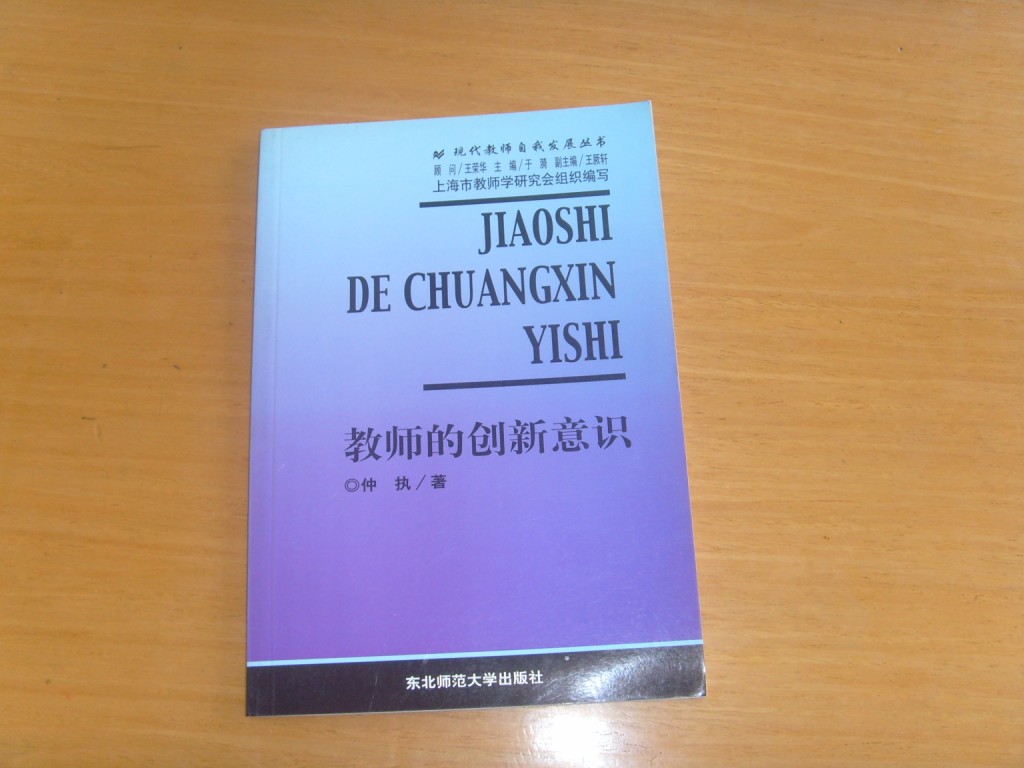 现代教师自我发展丛书
顾 问/王荣华 主 编/于漪 副主编/王厥轩
上海市教师学研究会组织编写
JIAOSHI
DE CHUANGXIN
YISHI
教师的创新意识
◎仲 执/著
东北师范大学出版社